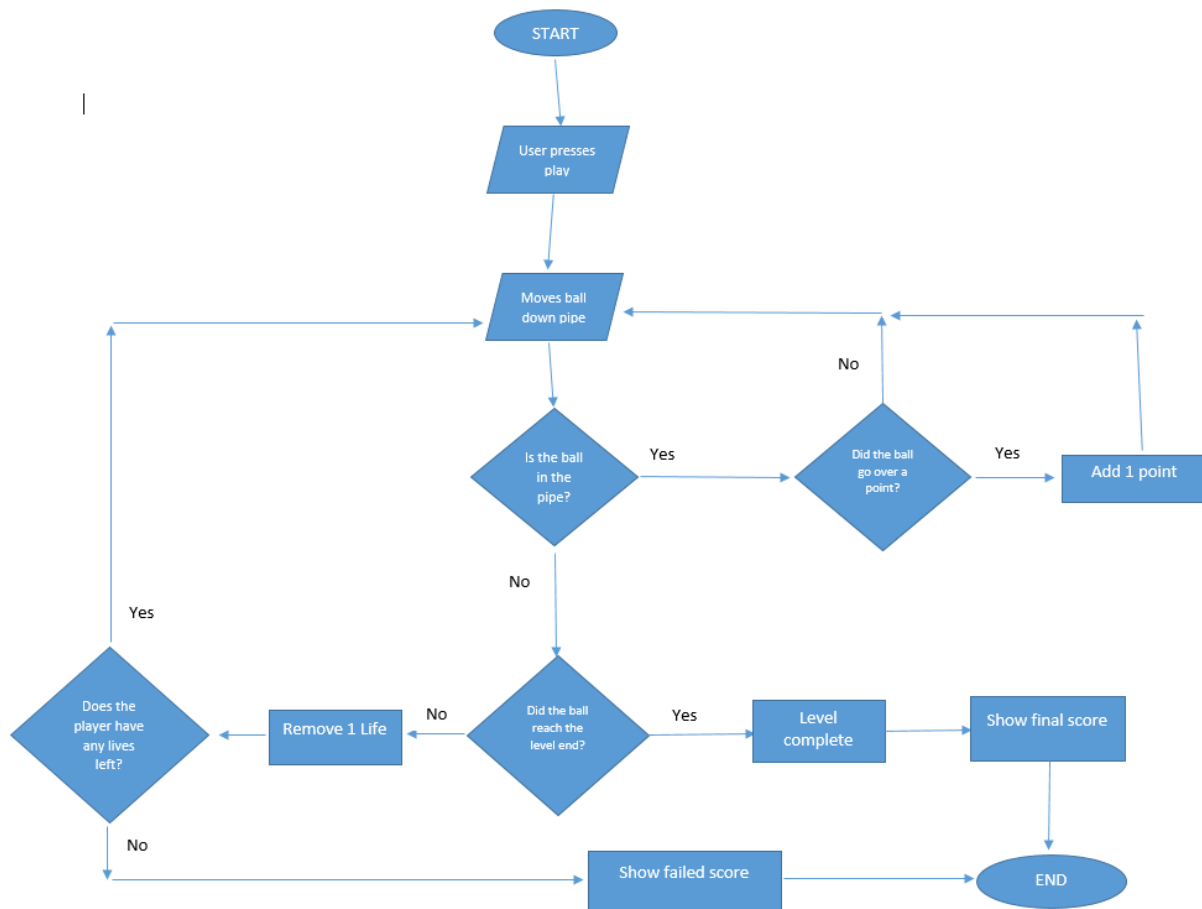 START
User presses
play
Moves ball
down pipe
No
Is the ball
in the
pipe?
Yes
Did the ball
go over a
point?
Yes
Add 1 point
No
Yes
Does the
player have
any lives
left?
Remove 1 Life
No
Did the ball
reach the
level end?
Yes
Level
complete
Show final score
No
Show failed score
END